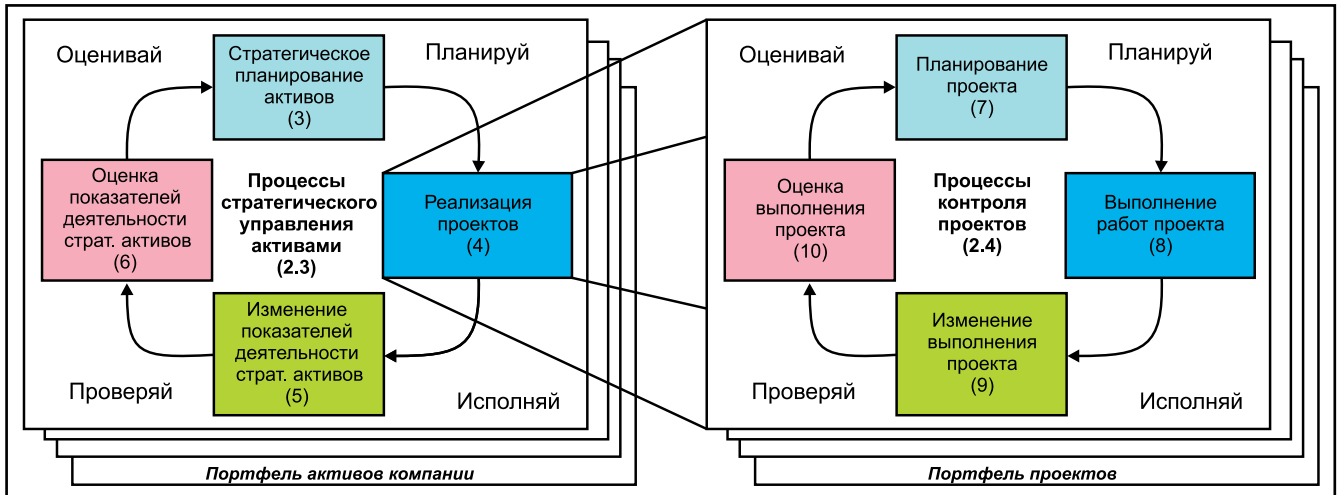 Оценивай
Стратегическое
планирование
активов
(3)
Планируй
Оценка
показателей
деятельности
страт. активов
(6)
Процессы
стратегического
управления
активами
(2.3)
Реализация
проектов
(4)
Изменение
показателей
деятельности
страт. активов
(5)
Проверяй
Исполняй
Портфель активов компании
Оценивай
Планирование
проекта
(7)
Планируй
Оценка
выполнения
проекта
(10)
Процессы
контроля
проектов
(2.4)
Выполнение
работ проекта
(8)
Изменение
выполнения
проекта
(9)
Проверяй
Исполняй
Портфель проектов